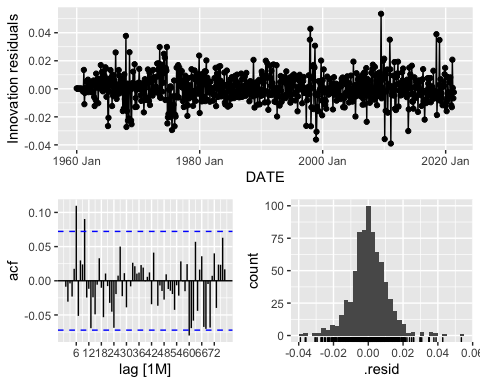 Innovation residuals
0.04
0.02
0.00
-0.02
-0.04
1960 Jan 1980 Jan 2000 Jan 2020 Jan
DATE
acf
0.10
0.05
0.00
-0.05
6 1218243036424854606672
lag [1M]
count
100
75
50
25
0
-0.04 -0.02 0.00 0.02 0.04 0.06
.resid